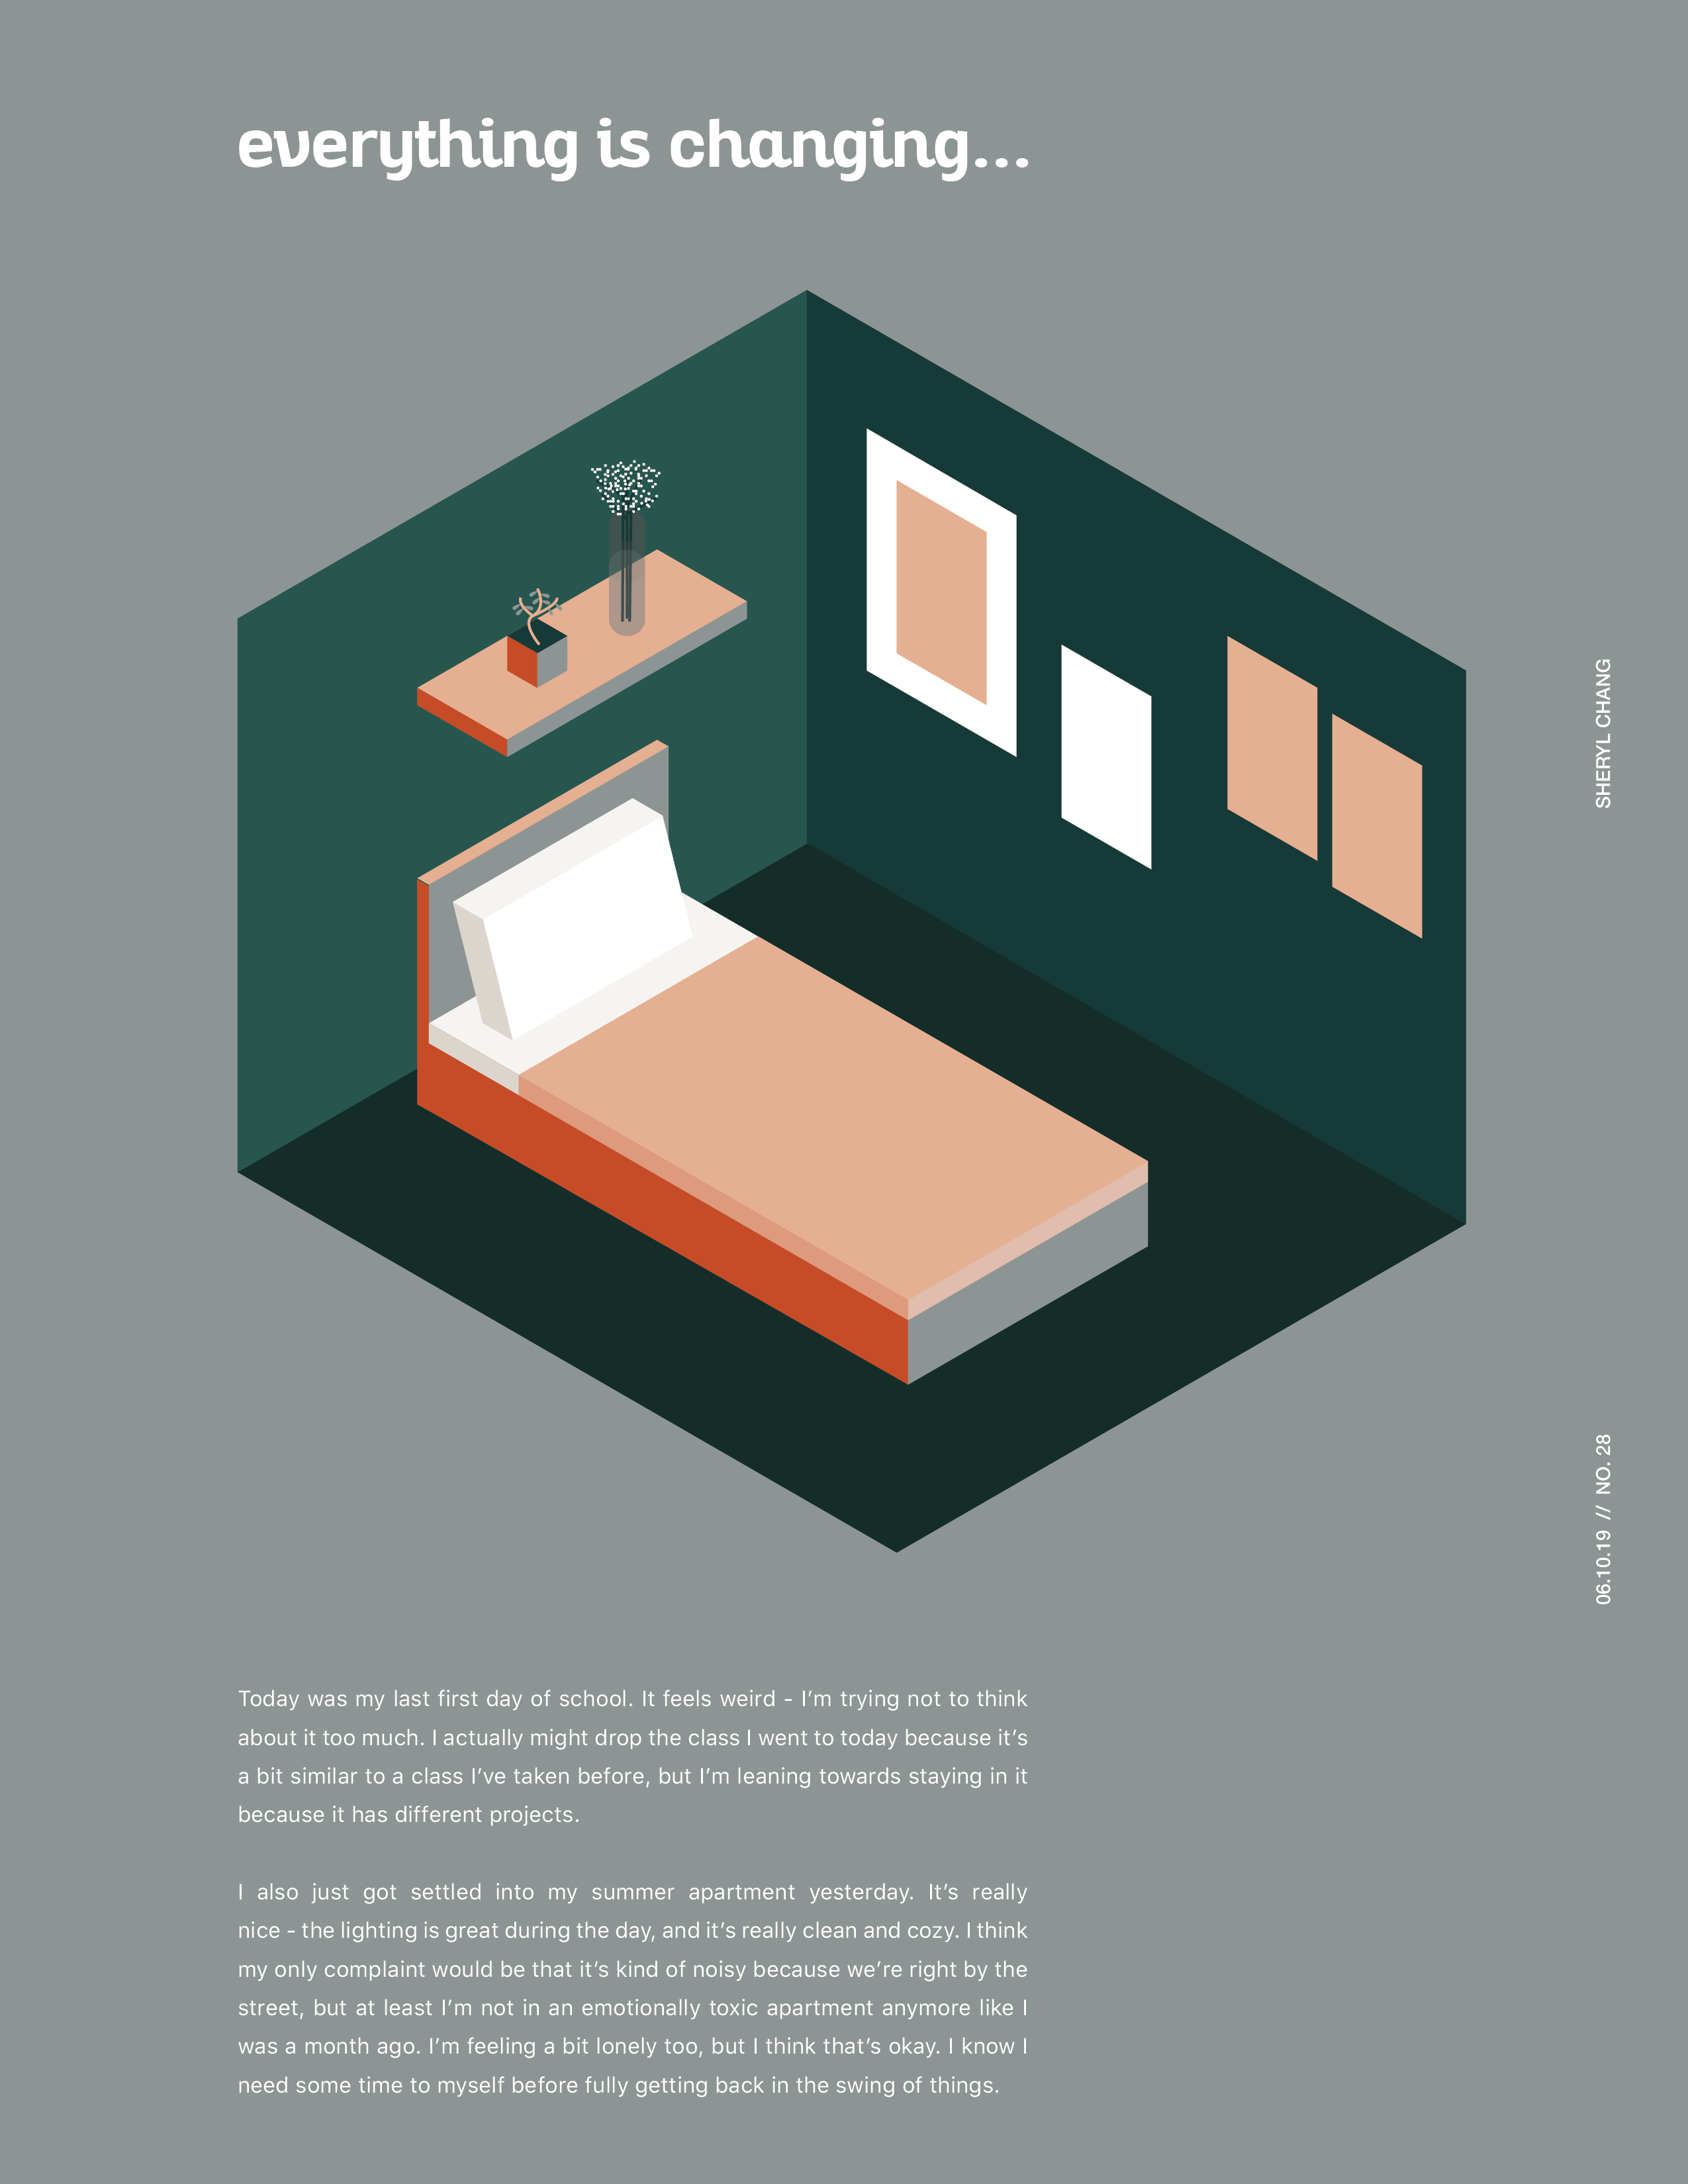 everything is changing...
SHERYL CHANG
06.10.19 // NO. 28
Today was my last first day of school. It feels weird - I’m trying not to think
about it too much. I actually might drop the class I went to today because it’s
a bit similar to a class I’ve taken before, but I’m leaning towards staying in it
because it has different projects.
I also just got settled into my summer apartment yesterday. It’s really
nice - the lighting is great during the day, and it’s really clean and cozy. I think
my only complaint would be that it’s kind of noisy because we’re right by the
street, but at least I’m not in an emotionally toxic apartment anymore like I
was a month ago. I’m feeling a bit lonely too, but I think that’s okay. I know I
need some time to myself before fully getting back in the swing of things.